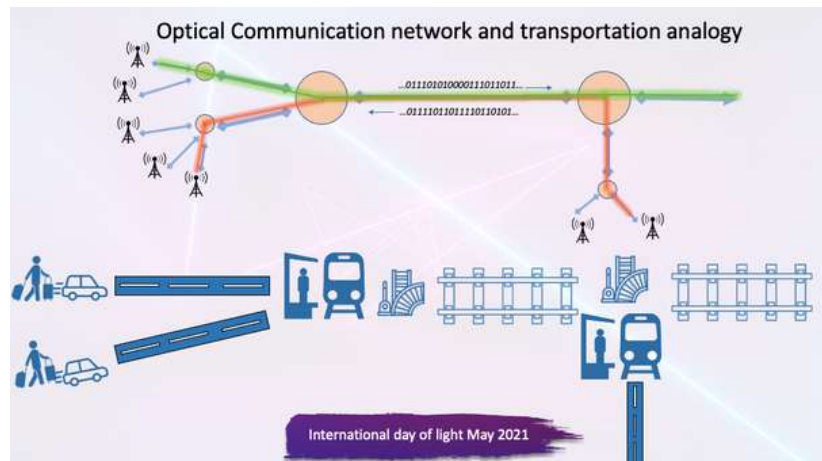 Optical Communication network and transportation analogy
...011101010000111011011...
...01111011011110110101...
International day of light May 2021